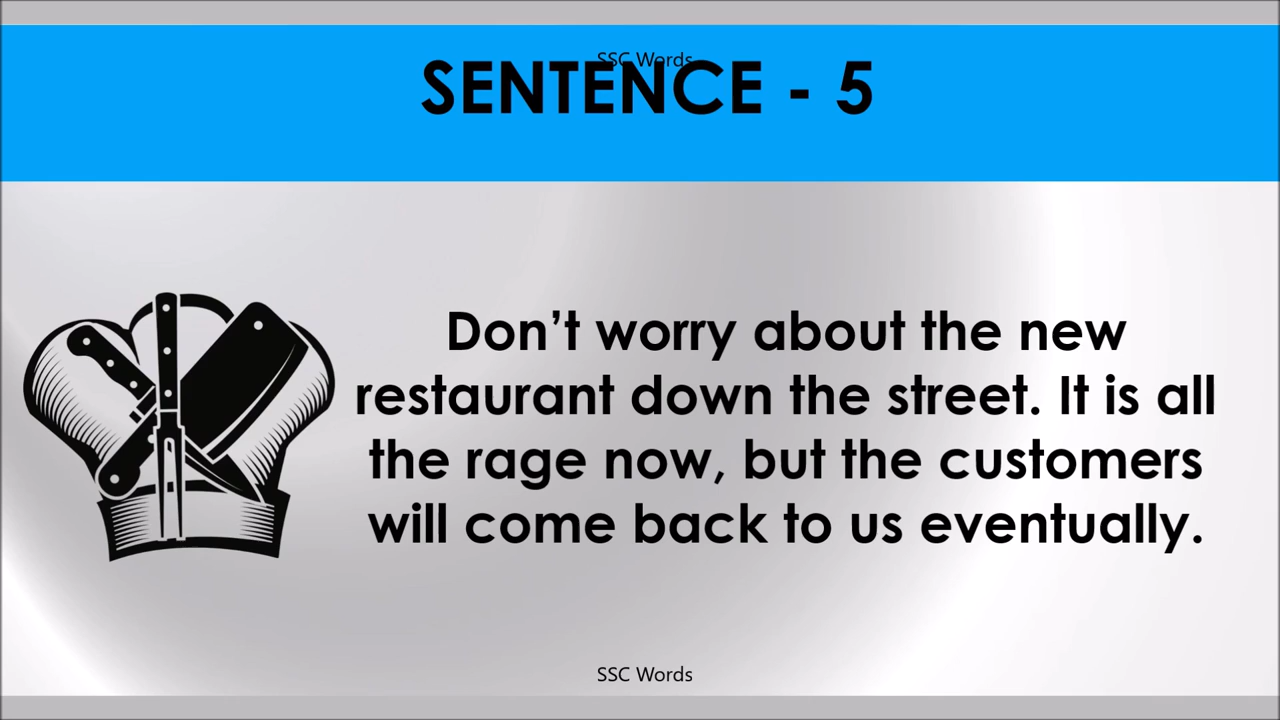 SSC Words
SENTENCE - 5
Don’t worry about the new
restaurant down the street. It is all
the rage now, but the customers
will come back to us eventually.
SSC Words